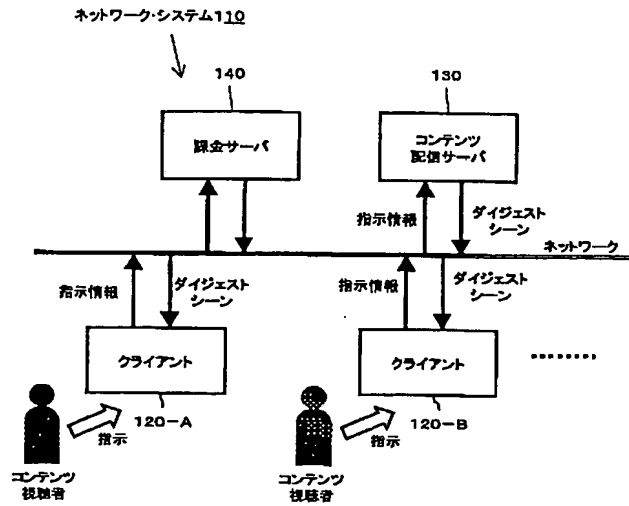 ネットワーク・システム110
140
130
課金サーバ
コンテンツ
配信サーバ
指示情報
ダイジェスト
シーン
ネットワーク
指示情報
ダイジェスト
シーン
指示情報
ダイジェスト
シーン
クライアント
クライアント
120-A
120-B
指示
指示
コンテンツ
視聴者
コンテンツ
視聴者